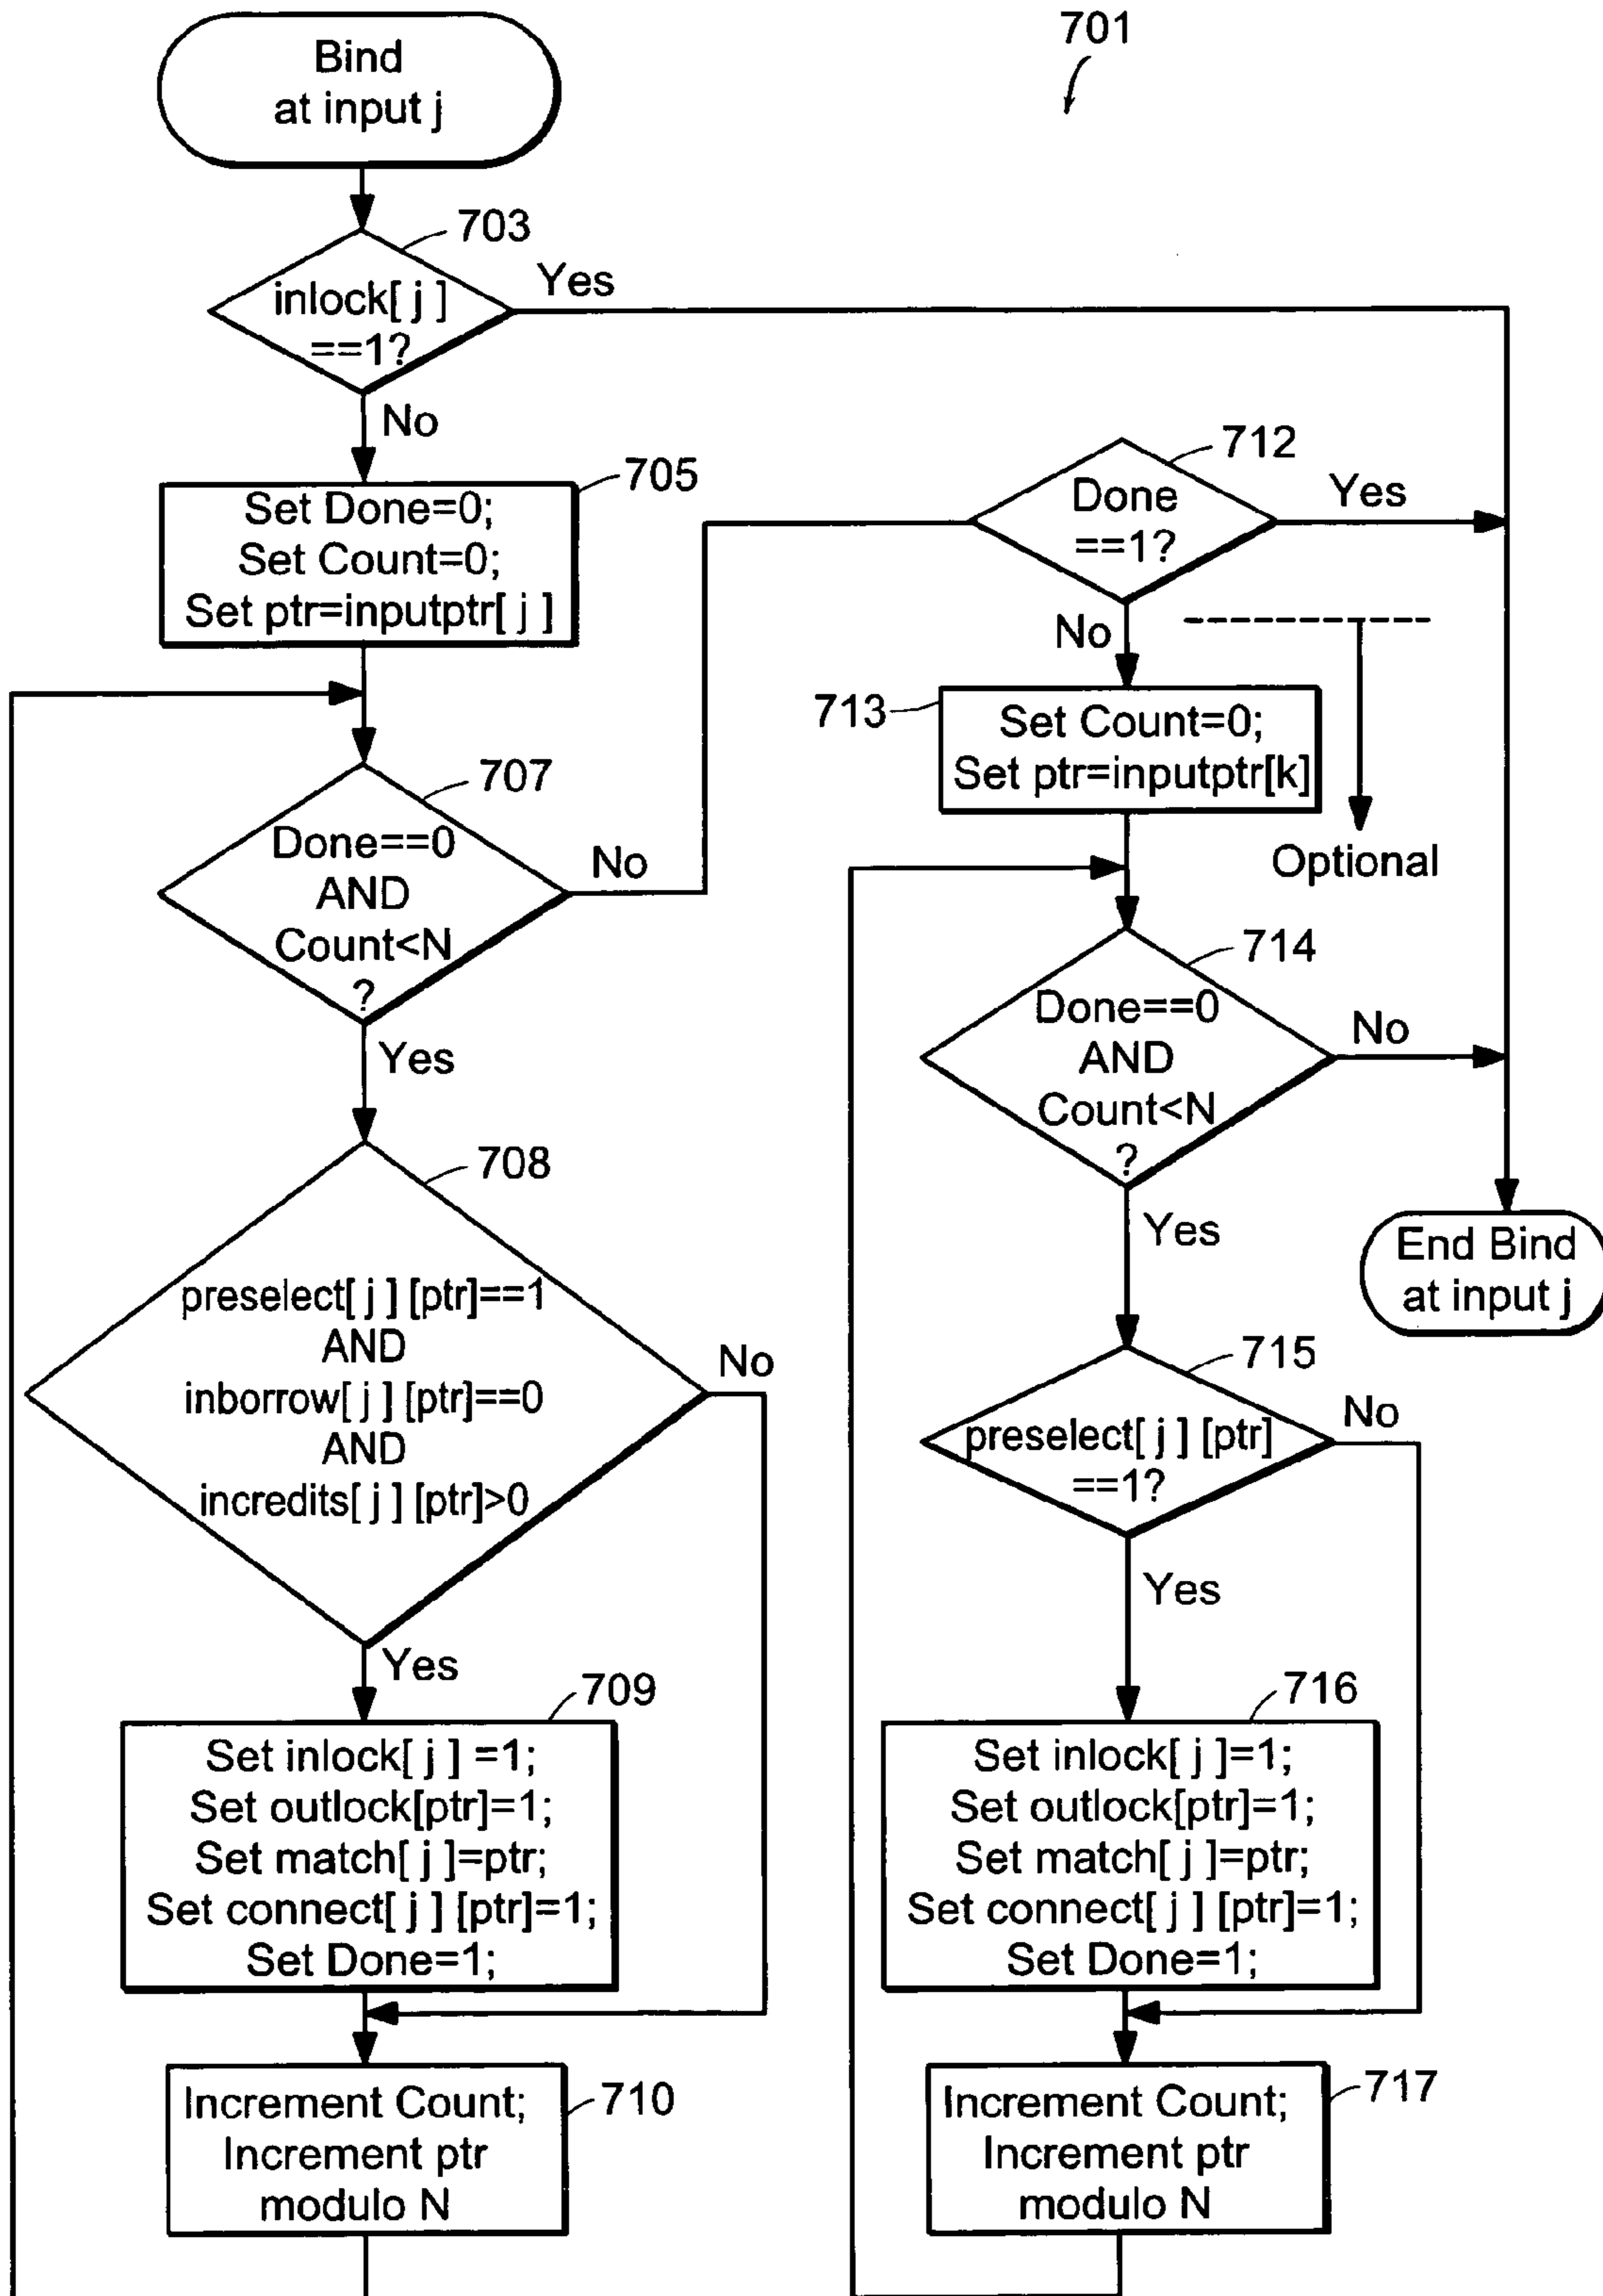 701
Bind
at input j
703
inlock[ j ]
==1?
Yes
No
705
Set Done=0;
Set Count=0;
Set ptr=inputptr[ j ]
707
Done==0
AND
Count<N
?
No
Yes
708
preselect[ j ] [ptr]==1
AND
inborrow[ j ] [ptr]==0
AND
incredits[ j ] [ptr]>0
No
Yes
709
Set inlock[ j ] =1;
Set outlock[ptr]=1;
Set match[ j ]=ptr;
Set connect[ j ] [ptr]=1;
Set Done=1;
710
Increment Count;
Increment ptr
modulo N
712
Done
==1?
Yes
No
Optional
713
Set Count=0;
Set ptr=inputptr[k]
714
Done==0
AND
Count<N
?
No
Yes
End Bind
at input j
715
preselect[ j ] [ptr]
==1?
No
Yes
716
Set inlock[ j ]=1;
Set outlock[ptr]=1;
Set match[ j ]=ptr;
Set connect[ j ] [ptr]=1;
Set Done=1;
717
Increment Count;
Increment ptr
modulo N